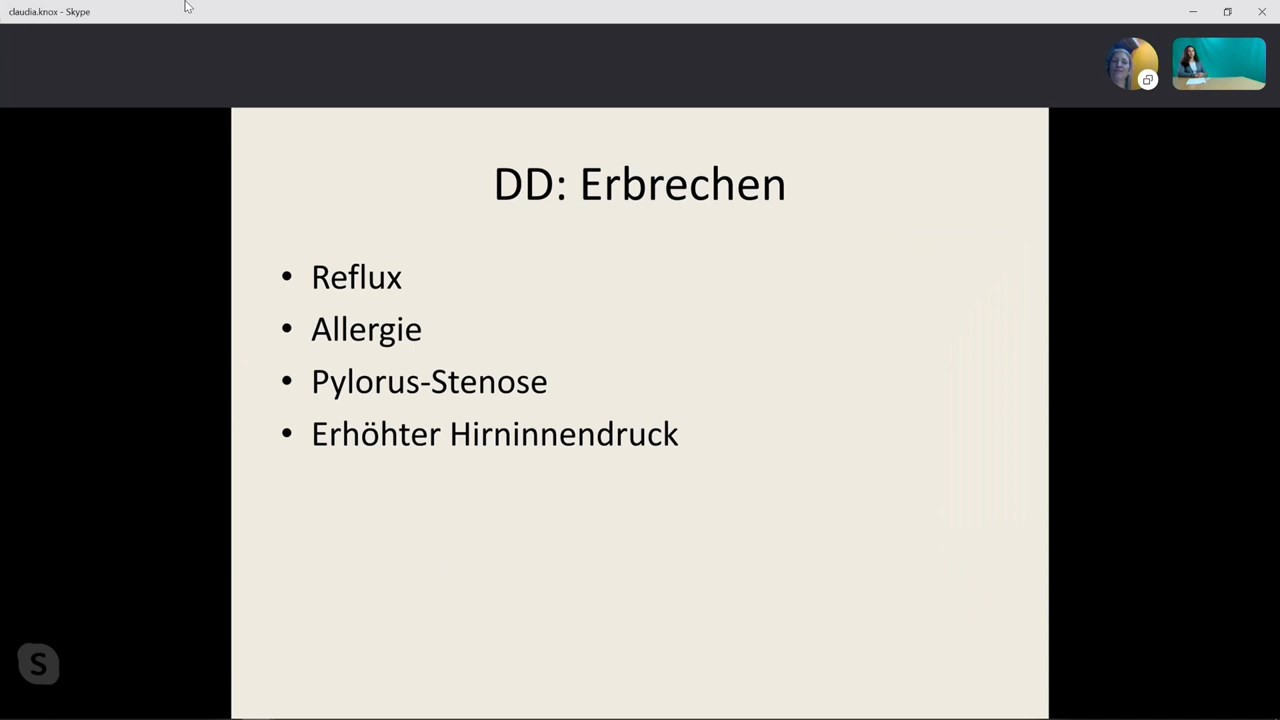 claudia.knox - Skype
DD: Erbrechen
• Reflux
• Allergie
• Pylorus-Stenose
• Erhöhter Hirninnendruck
S